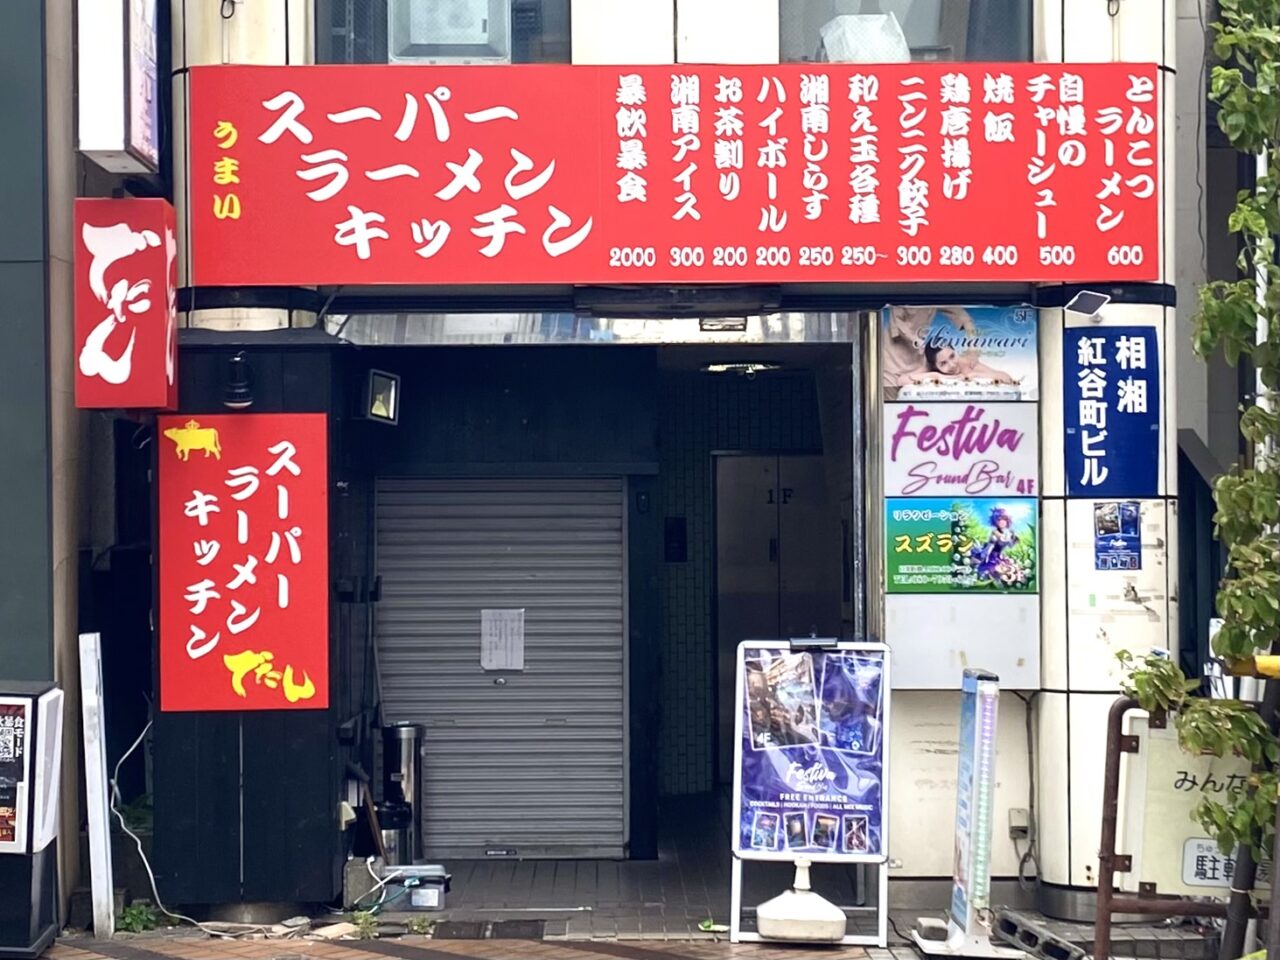 うまい
スーパー
ラーメン
キッチン
とんこつ
ラーメン
600
自慢の
チャーシュー
500
焼飯
400
鶏唐揚げ
280
ニンニク餃子
300
和え玉各種
250~
湘南しらす
250
ハイボール
200
お茶割り
200
湘南アイス
300
暴飲暴食
2000
でたん
スーパー
ラーメン
キッチン
でたん
5F
Himawari
Festiva
Sound Bar
4F
リラクゼーション
スズラン
相湘
紅谷町ビル
1F
4F
Festiva
Sound Bar
FREE ENTRANCE
COCKTAILS | HOOKAH | FOODS | ALL MIX MUSIC
みんな